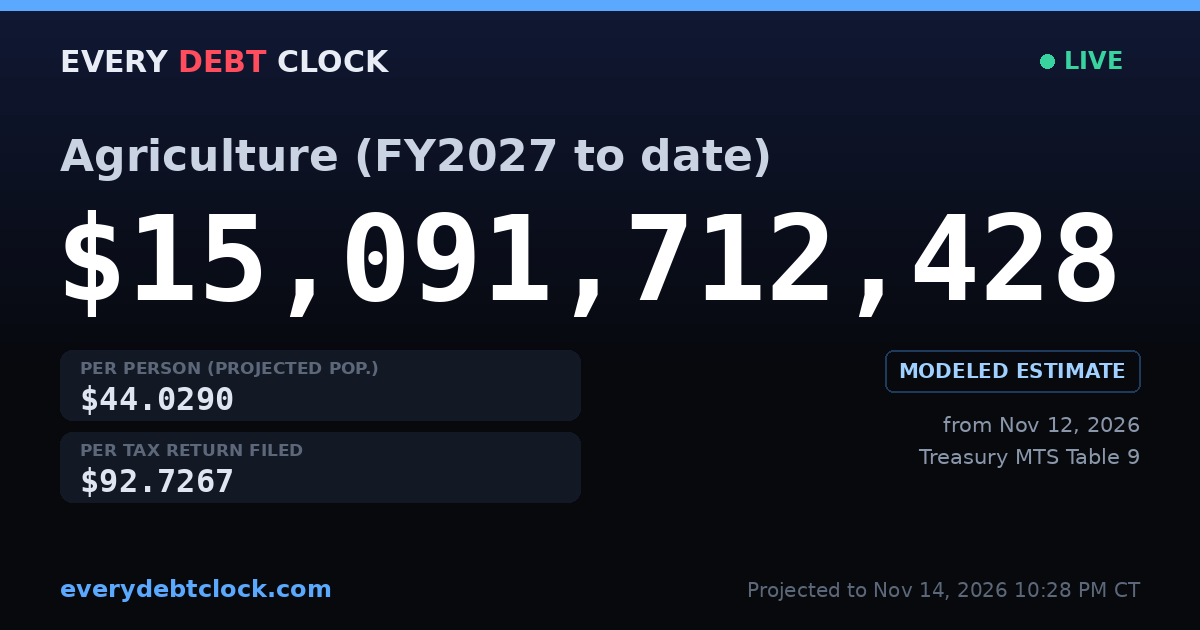 EVERY DEBT CLOCK
LIVE
Agriculture (FY2027 to date)
$15,091,712,428
PER PERSON (PROJECTED POP.)
$44.0290
PER TAX RETURN FILED
$92.7267
MODELED ESTIMATE
from Nov 12, 2026
Treasury MTS Table 9
everydebtclock.com
Projected to Nov 14, 2026 10:28 PM CT